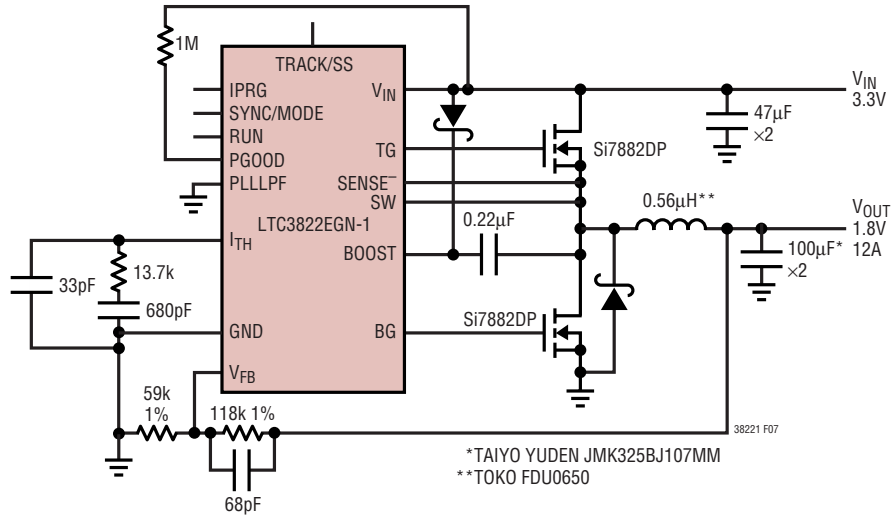 1M
TRACK/SS
IPRG
SYNC/MODE
RUN
PGOOD
PLLLPF
ITH
GND
VFB
VIN
TG
SENSE–
SW
BOOST
BG
LTC3822EGN-1
VIN
3.3V
47µF
×2
Si7882DP
0.56µH**
VOUT
1.8V
12A
0.22µF
100µF*
×2
Si7882DP
33pF
13.7k
680pF
59k
1%
118k 1%
68pF
38221 F07
*TAIYO YUDEN JMK325BJ107MM
**TOKO FDU0650